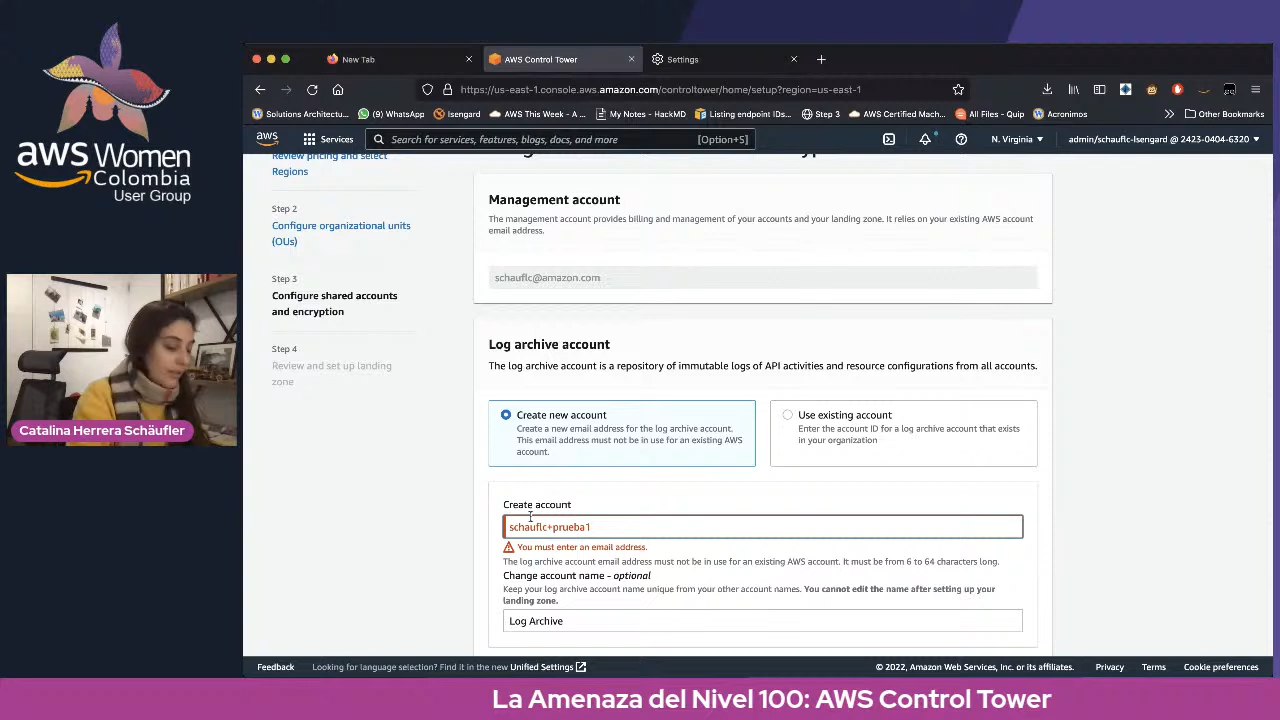 aws Women
Colombia
User Group
Catalina Herrera Schäufler
New Tab
AWS Control Tower
Settings
https://us-east-1.console.aws.amazon.com/controltower/home/setup?region=us-east-1
Solutions Architectu…
(9) WhatsApp
Isengard
AWS This Week - A …
My Notes - HackMD
Listing endpoint IDs…
Step 3
AWS Certified Mach…
All Files - Quip
Acronimos
Other Bookmarks
aws
Services
Search for services, features, blogs, docs, and more
[Option+S]
N. Virginia
admin/schauflc-Isengard @ 2423-0404-6320
Review pricing and select
Regions
Step 2
Configure organizational units
(OUs)
Step 3
Configure shared accounts
and encryption
Step 4
Review and set up landing
zone
Management account
The management account provides billing and management of your accounts and your landing zone. It relies on your existing AWS account
email address.
schauflc@amazon.com
Log archive account
The log archive account is a repository of immutable logs of API activities and resource configurations from all accounts.
Create new account
Create a new email address for the log archive account.
This email address must not be in use for an existing AWS
account.
Use existing account
Enter the account ID for a log archive account that exists
in your organization
Create account
schauflc+prueba1
You must enter an email address.
The log archive account email address must not be in use for an existing AWS account. It must be from 6 to 64 characters long.
Change account name - optional
Keep your log archive account name unique from your other account names. You cannot edit the name after setting up your
landing zone.
Log Archive
Feedback
Looking for language selection? Find it in the new Unified Settings
© 2022, Amazon Web Services, Inc. or its affiliates.
Privacy
Terms
Cookie preferences
La Amenaza del Nivel 100: AWS Control Tower